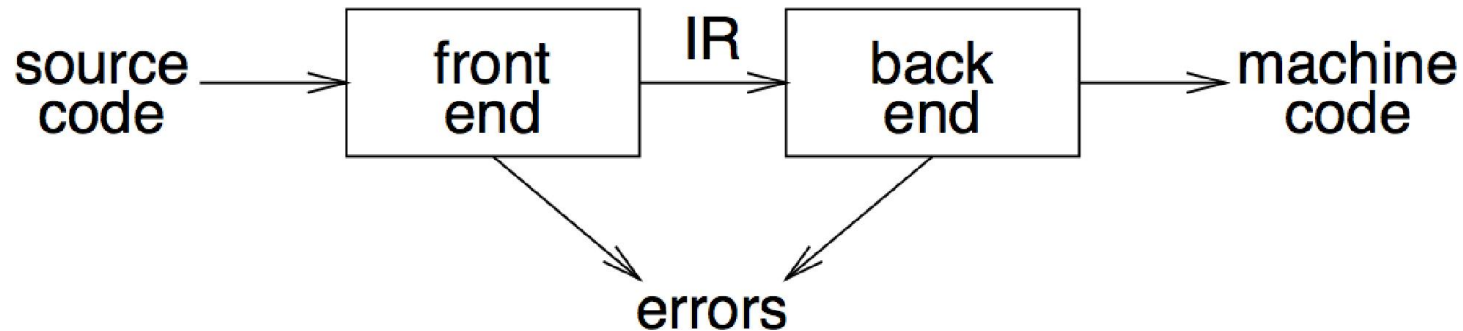 source
code
front
end
IR
back
end
machine
code
errors